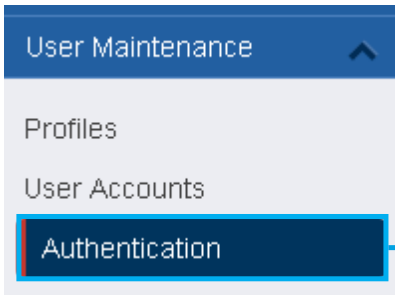 User Maintenance
Profiles
User Accounts
Authentication